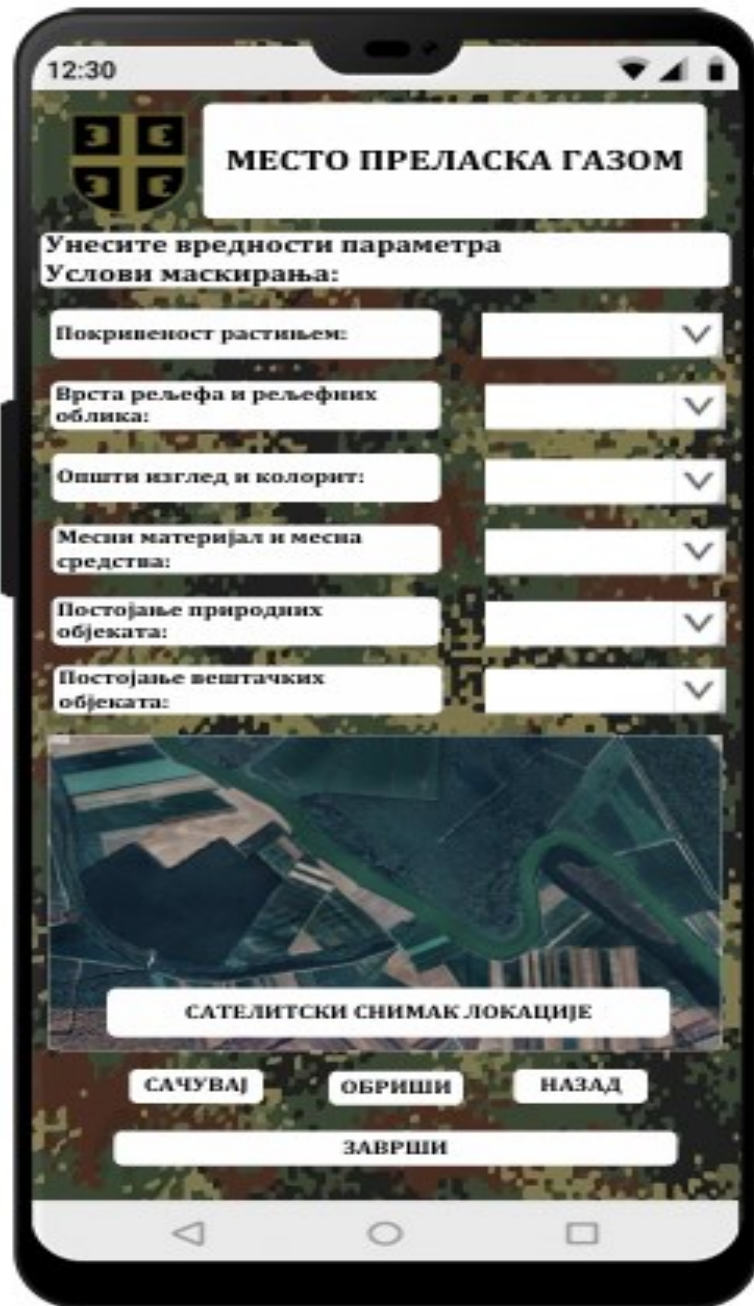 12:30
МЕСТО ПРЕЛАСКА ГАЗОМ
Унесите вредности параметра
Услови маскирања:
Покривеност растињем:
Врста рељефа и рељефних
облика:
Општи изглед и колорит:
Месни материјал и месна
средства:
Постојање природних
објеката:
Постојање вештачких
објеката:
САТЕЛИТСКИ СНИМАК ЛОКАЦИЈЕ
САЧУВАЈ
ОБРИШИ
НАЗАД
ЗАВРШИ